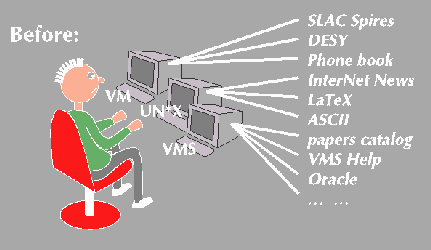 Before:
VM
UN*X
VMS
SLAC Spires
DESY
Phone book
InterNet News
LaTeX
ASCII
papers catalog
VMS Help
Oracle
... ...